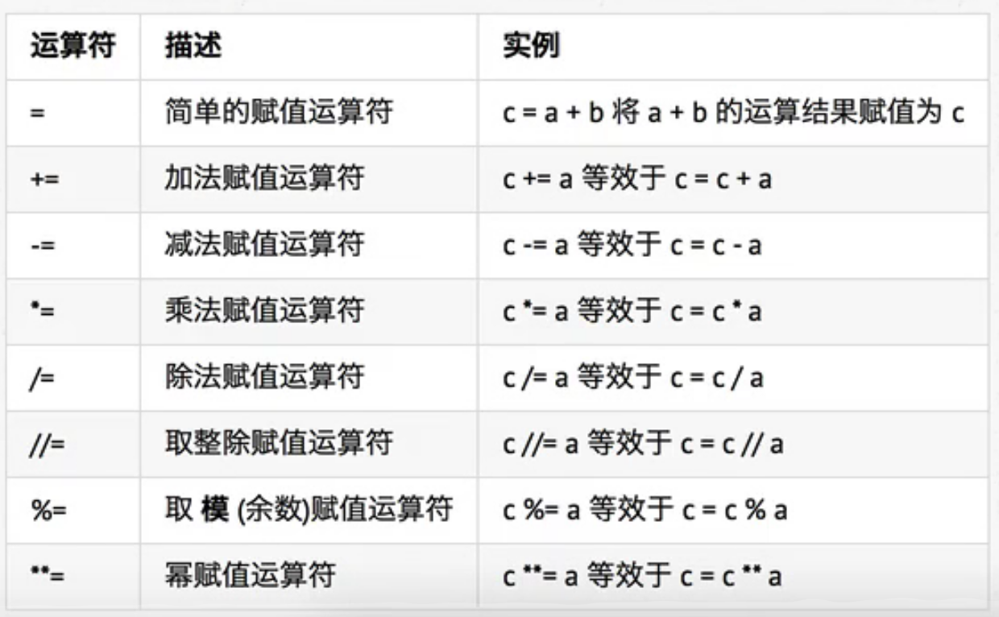 运算符 描述 实例
= 简单的赋值运算符 c = a + b 将 a + b 的运算结果赋值为 c
+= 加法赋值运算符 c += a 等效于 c = c + a
-= 减法赋值运算符 c -= a 等效于 c = c - a
*= 乘法赋值运算符 c *= a 等效于 c = c * a
/= 除法赋值运算符 c /= a 等效于 c = c / a
//= 取整除赋值运算符 c //= a 等效于 c = c // a
%= 取 模 (余数)赋值运算符 c %= a 等效于 c = c % a
**= 幂赋值运算符 c **= a 等效于 c = c ** a